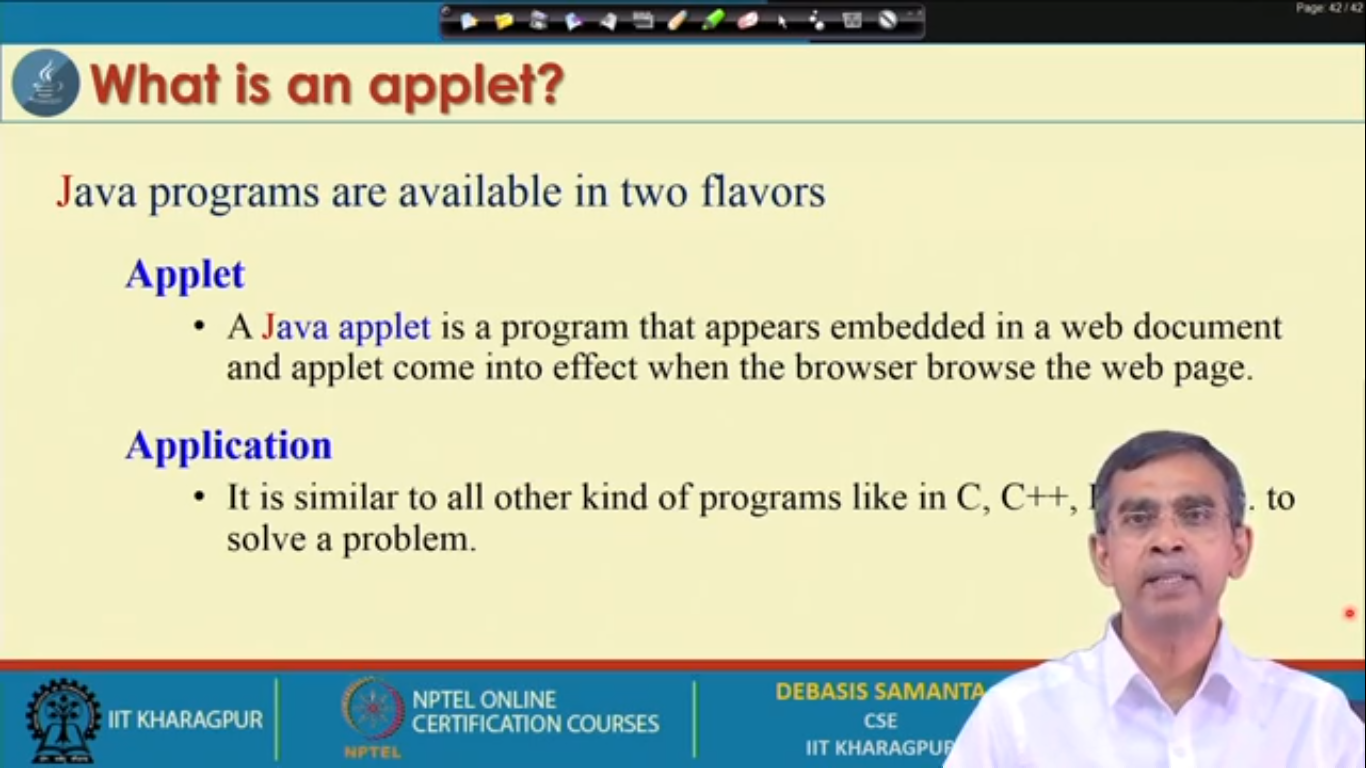 Page: 42 / 42
What is an applet?
Java programs are available in two flavors
Applet
• A Java applet is a program that appears embedded in a web document
and applet come into effect when the browser browse the web page.
Application
• It is similar to all other kind of programs like in C, C++, . to
solve a problem.
IIT KHARAGPUR
NPTEL
NPTEL ONLINE
CERTIFICATION COURSES
DEBASIS SAMANTA
CSE
IIT KHARAGPUR